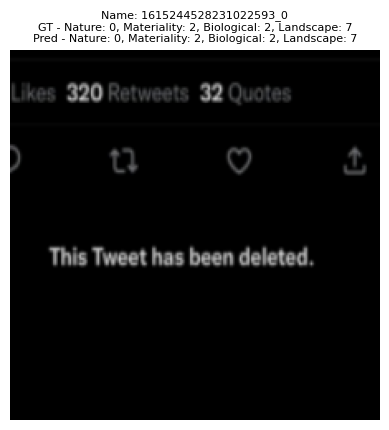 Name: 1615244528231022593_0
GT - Nature: 0, Materiality: 2, Biological: 2, Landscape: 7
Pred - Nature: 0, Materiality: 2, Biological: 2, Landscape: 7
Likes 320 Retweets 32 Quotes
This Tweet has been deleted.